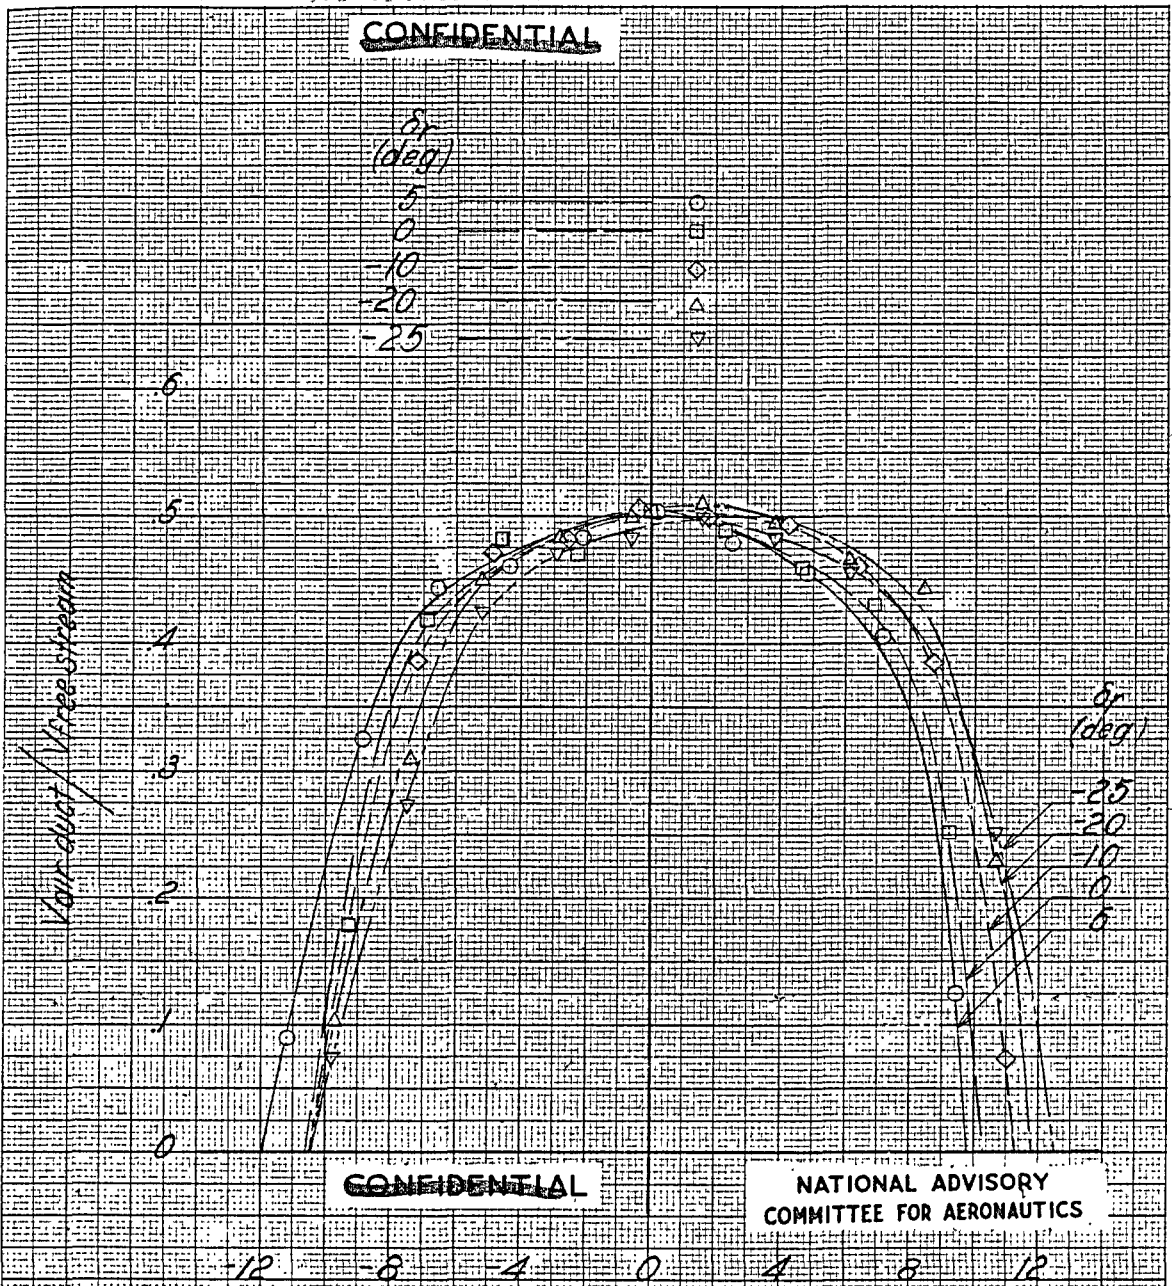 CONFIDENTIAL
δr
(deg)
5
0
-10
-20
-25
.6
.5
.4
.3
.2
.1
0
Vair duct/Vfree stream
δr
(deg)
-25
-20
-10
0
5
CONFIDENTIAL
NATIONAL ADVISORY
COMMITTEE FOR AERONAUTICS
-12 -8 -4 0 4 8 12